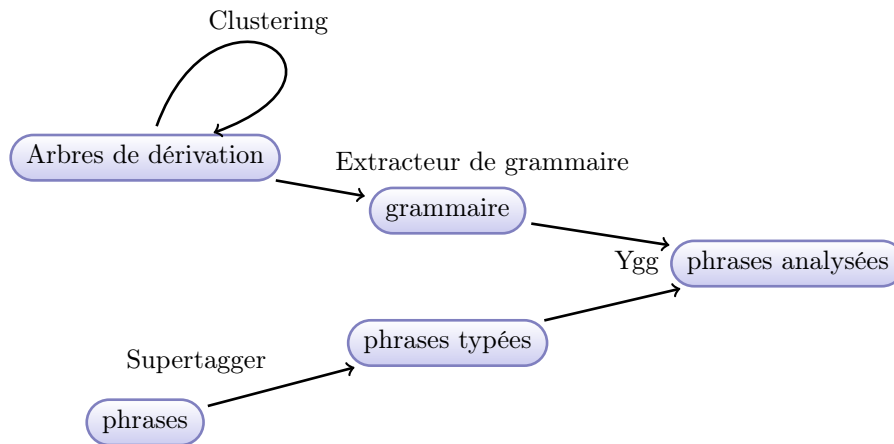 Clustering
Arbres de dérivation
Extracteur de grammaire
grammaire
Ygg
phrases analysées
phrases typées
Supertagger
phrases